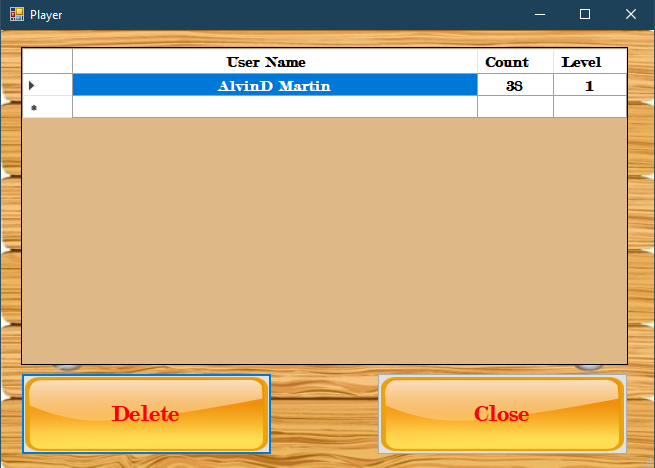 Player
User Name Count Level
AlvinD Martin 38 1
*
Delete Close